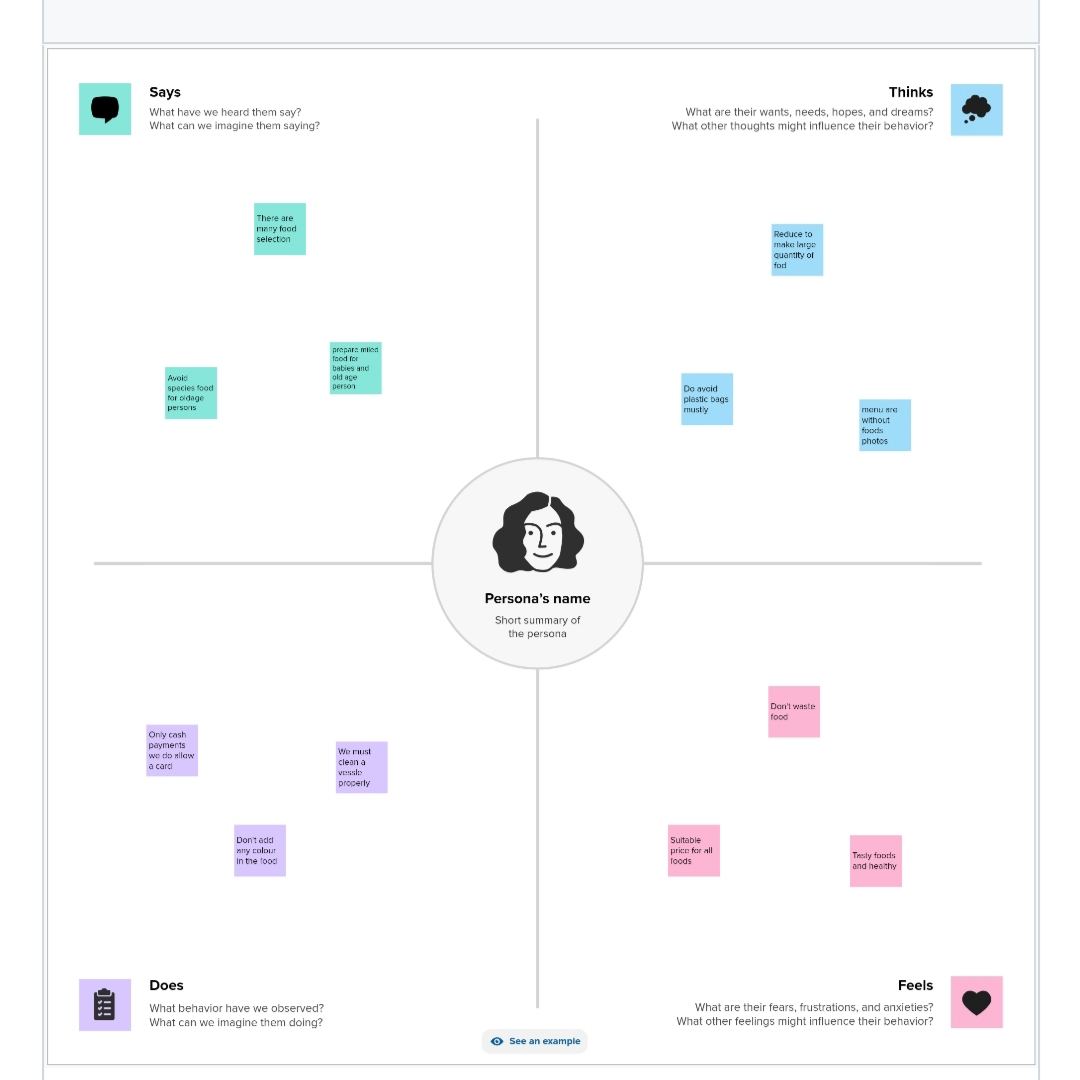 Says
What have we heard them say?
What can we imagine them saying?
Thinks
What are their wants, needs, hopes, and dreams?
What other thoughts might influence their behavior?
There are
many food
selection
Avoid
species food
for oldage
persons
prepare miled
food for
babies and
old age
person
Reduce to
make large
quantity of
fod
Do avoid
plastic bags
mustly
menu are
without
foods
photos
Persona's name
Short summary of
the persona
Only cash
payments
we do allow
a card
We must
clean a
vessle
properly
Don't add
any colour
in the food
Don't waste
food
Suitable
price for all
foods
Tasty foods
and healthy
Does
What behavior have we observed?
What can we imagine them doing?
Feels
What are their fears, frustrations, and anxieties?
What other feelings might influence their behavior?
See an example